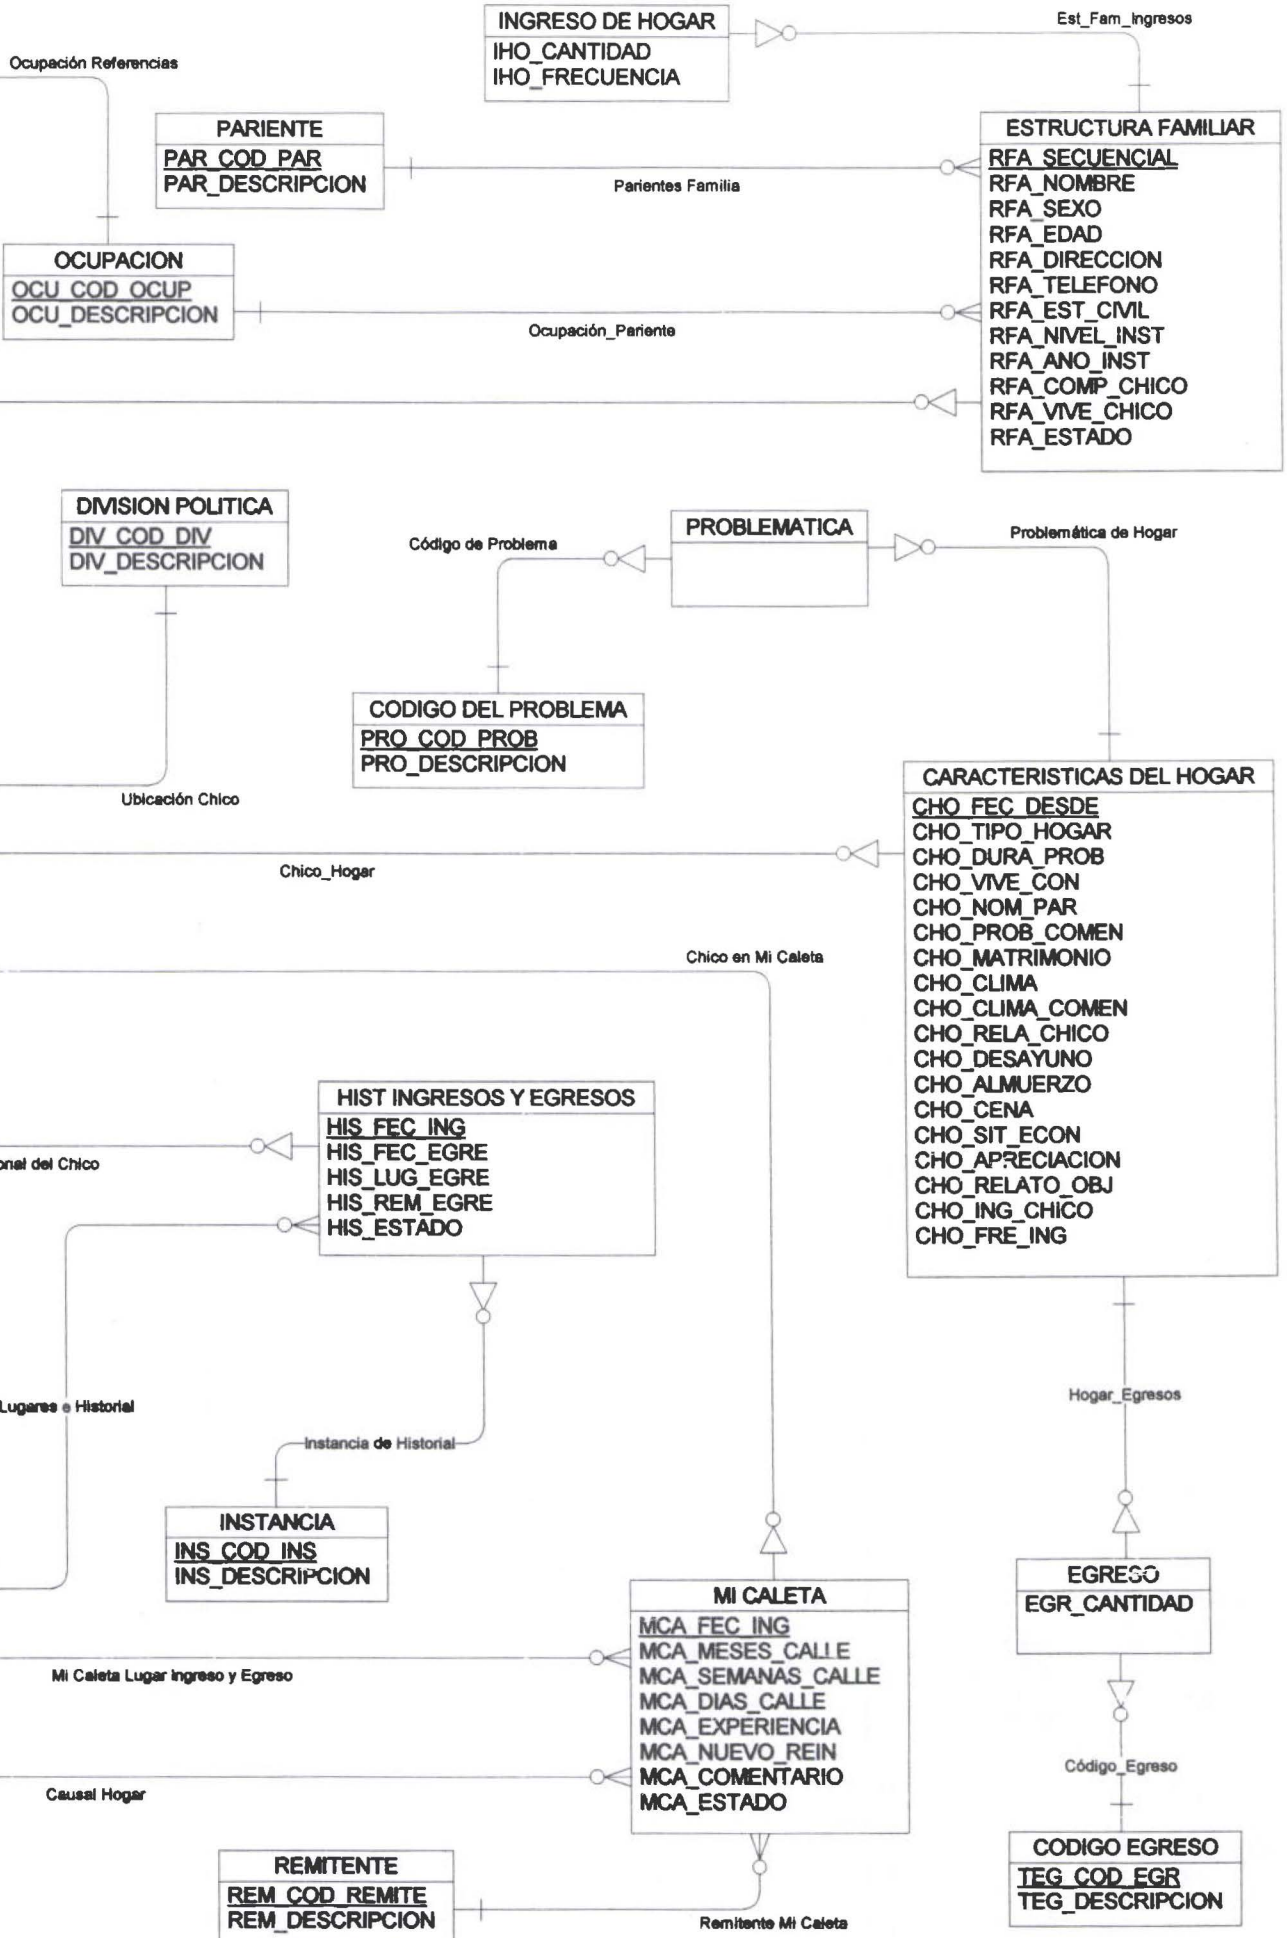 INGRESO DE HOGAR
IHO_CANTIDAD
IHO_FRECUENCIA
Est_Fam_Ingresos
Ocupación Referencias
PARIENTE
PAR_COD_PAR
PAR_DESCRIPCION
Parientes Familia
ESTRUCTURA FAMILIAR
RFA_SECUENCIAL
RFA_NOMBRE
RFA_SEXO
RFA_EDAD
RFA_DIRECCION
RFA_TELEFONO
RFA_EST_CIVIL
RFA_NIVEL_INST
RFA_ANO_INST
RFA_COMP_CHICO
RFA_VIVE_CHICO
RFA_ESTADO
OCUPACION
OCU_COD_OCUP
OCU_DESCRIPCION
Ocupación_Pariente
DIVISION POLITICA
DIV_COD_DIV
DIV_DESCRIPCION
Ubicación Chico
Código de Problema
PROBLEMATICA
Problemática de Hogar
CODIGO DEL PROBLEMA
PRO_COD_PROB
PRO_DESCRIPCION
CARACTERISTICAS DEL HOGAR
CHO_FEC_DESDE
CHO_TIPO_HOGAR
CHO_DURA_PROB
CHO_VIVE_CON
CHO_NOM_PAR
CHO_PROB_COMEN
CHO_MATRIMONIO
CHO_CLIMA
CHO_CLIMA_COMEN
CHO_RELA_CHICO
CHO_DESAYUNO
CHO_ALMUERZO
CHO_CENA
CHO_SIT_ECON
CHO_APRECIACION
CHO_RELATO_OBJ
CHO_ING_CHICO
CHO_FRE_ING
Chico_Hogar
Chico en Mi Caleta
HIST INGRESOS Y EGRESOS
HIS_FEC_ING
HIS_FEC_EGRE
HIS_LUG_EGRE
HIS_REM_EGRE
HIS_ESTADO
onal del Chico
Lugares e Historial
Instancia de Historial
INSTANCIA
INS_COD_INS
INS_DESCRIPCION
Hogar_Egresos
EGRESO
EGR_CANTIDAD
MI CALETA
MCA_FEC_ING
MCA_MESES_CALLE
MCA_SEMANAS_CALLE
MCA_DIAS_CALLE
MCA_EXPERIENCIA
MCA_NUEVO_REIN
MCA_COMENTARIO
MCA_ESTADO
Mi Caleta Lugar Ingreso y Egreso
Causal Hogar
Código_Egreso
CODIGO EGRESO
TEG_COD_EGR
TEG_DESCRIPCION
REMITENTE
REM_COD_REMITE
REM_DESCRIPCION
Remitente Mi Caleta